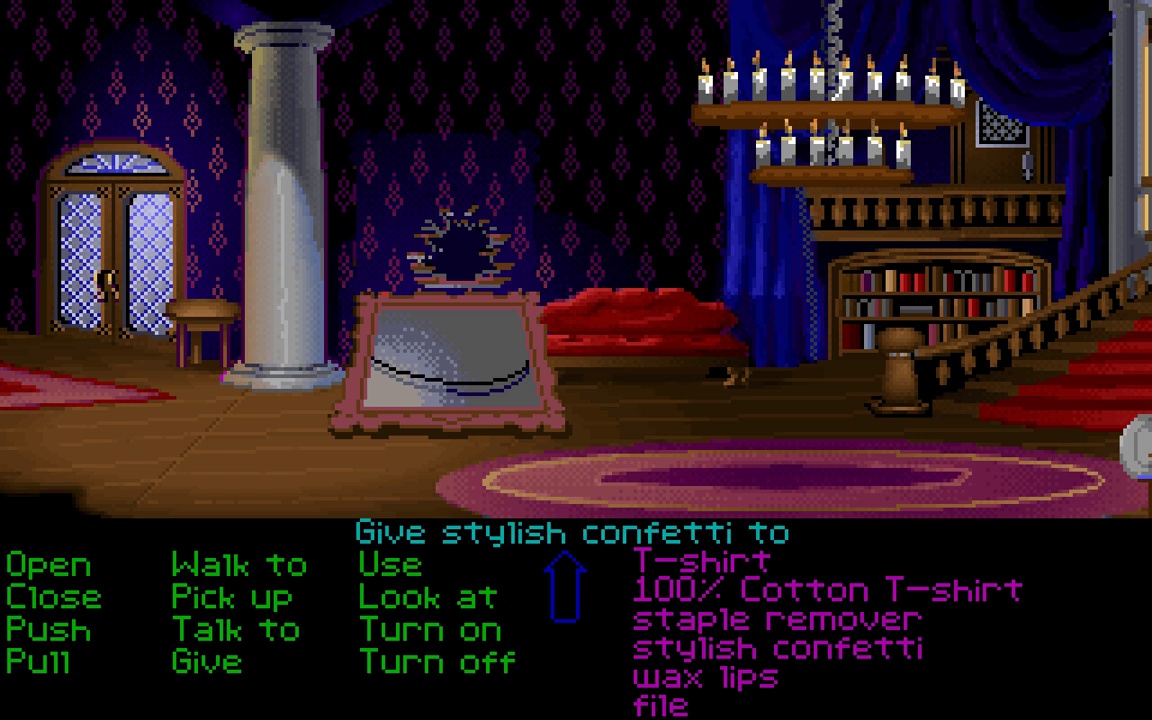 Give stylish confetti to
Open Walk to Use
Close Pick up Look at
Push Talk to Turn on
Pull Give Turn off
T-shirt
100% Cotton T-shirt
staple remover
stylish confetti
wax lips
file